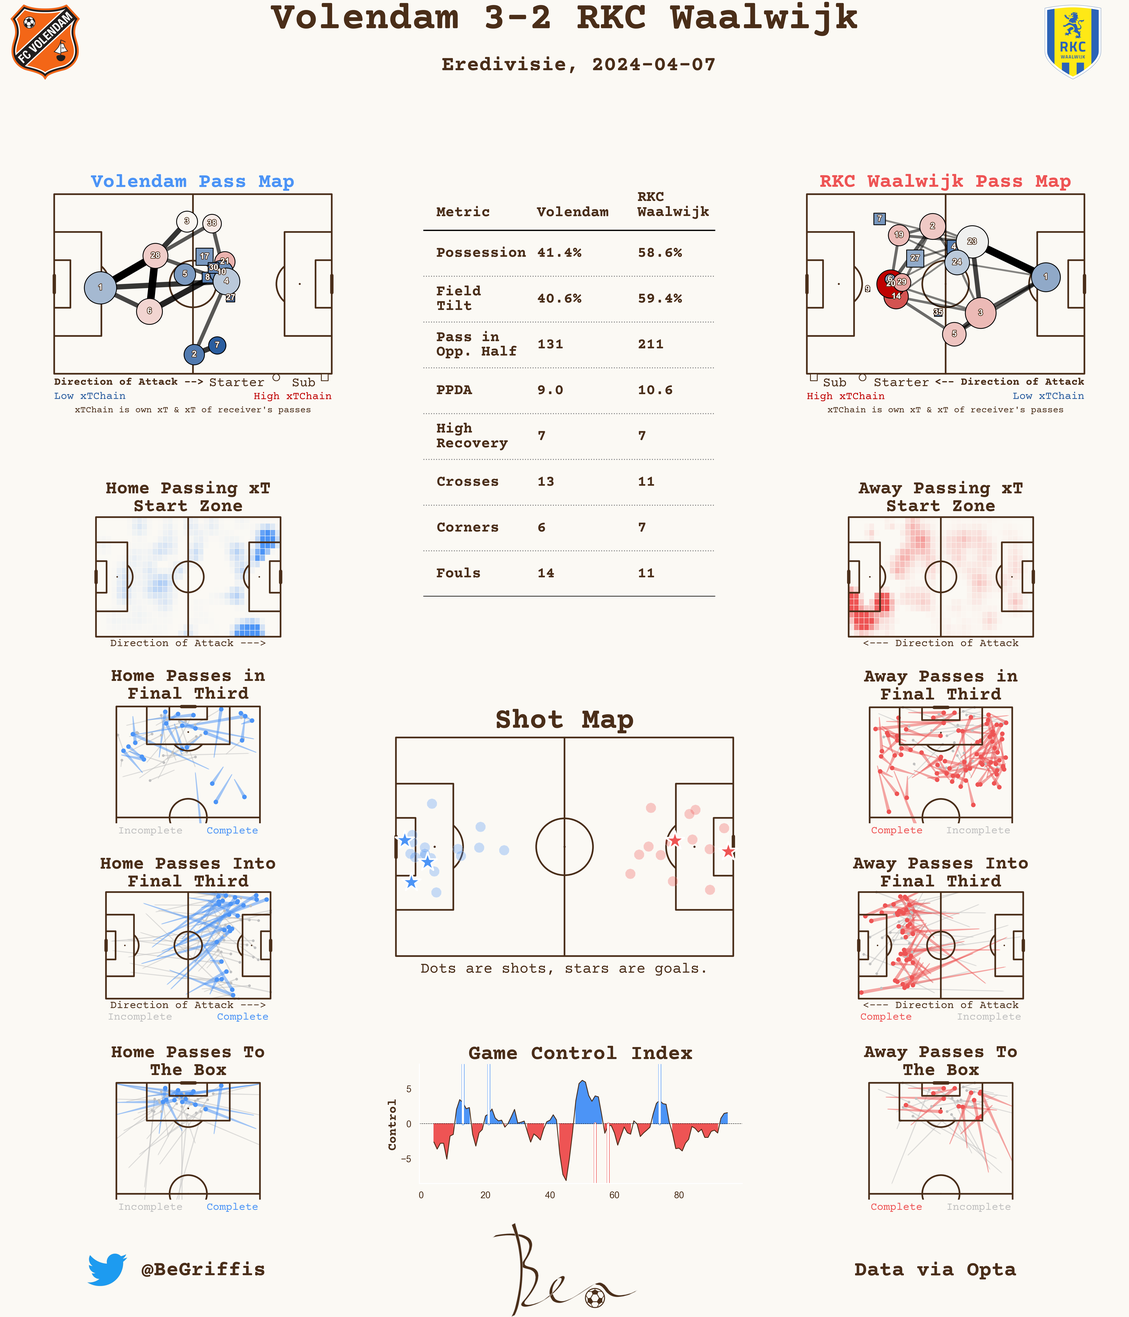 Volendam 3-2 RKC Waalwijk
Eredivisie, 2024-04-07
FC VOLENDAM
RKC
WAALWIJK
Volendam Pass Map
3
38
28
17
21
30
10
5
8
4
1
27
6
2
7
Direction of Attack --> Starter Sub
Low xTChain High xTChain
xTChain is own xT & xT of receiver's passes
Metric Volendam RKC Waalwijk
Possession 41.4% 58.6%
Field Tilt 40.6% 59.4%
Pass in Opp. Half 131 211
PPDA 9.0 10.6
High Recovery 7 7
Crosses 13 11
Corners 6 7
Fouls 14 11
RKC Waalwijk Pass Map
7
2
19
23
27
24
1
9
20
29
14
35
3
5
Sub Starter <-- Direction of Attack
High xTChain Low xTChain
xTChain is own xT & xT of receiver's passes
Home Passing xT
Start Zone
Direction of Attack --->
Away Passing xT
Start Zone
<--- Direction of Attack
Home Passes in
Final Third
Incomplete Complete
Away Passes in
Final Third
Complete Incomplete
Shot Map
Dots are shots, stars are goals.
Home Passes Into
Final Third
Direction of Attack --->
Incomplete Complete
Away Passes Into
Final Third
<--- Direction of Attack
Complete Incomplete
Home Passes To
The Box
Incomplete Complete
Game Control Index
Control
5
0
−5
0 20 40 60 80
Away Passes To
The Box
Complete Incomplete
@BeGriffis
Ben
Data via Opta